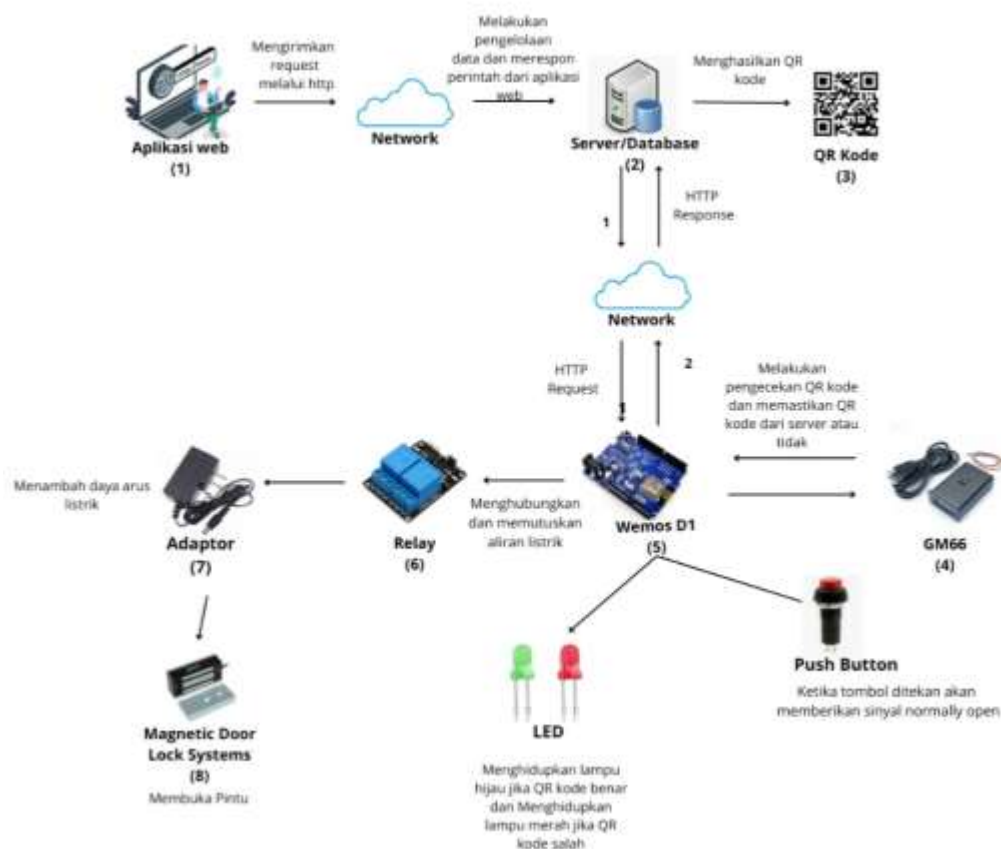 Mengirimkan
request
melalui http
Melakukan
pengelolaan
data dan merespon
perintah dari aplikasi
web
Menghasilkan QR
kode
Aplikasi web
(1)
Network
Server/Database
(2)
QR Kode
(3)
1
HTTP
Response
Network
HTTP
Request
1
2
Melakukan
pengecekan QR kode
dan memastikan QR
kode dari server atau
tidak
Menambah daya arus
listrik
Adaptor
(7)
Relay
(6)
Menghubungkan
dan memutuskan
aliran listrik
Wemos D1
(5)
GM66
(4)
Push Button
Ketika tombol ditekan akan
memberikan sinyal normally open
LED
Menghidupkan lampu
hijau jika QR kode benar
dan Menghidupkan
lampu merah jika QR
kode salah
Magnetic Door
Lock Systems
(8)
Membuka Pintu